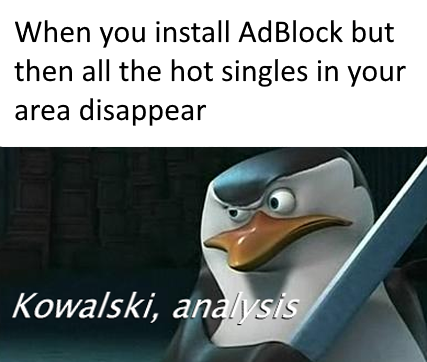 When you install AdBlock but
then all the hot singles in your
area disappear
Kowalski, analysis